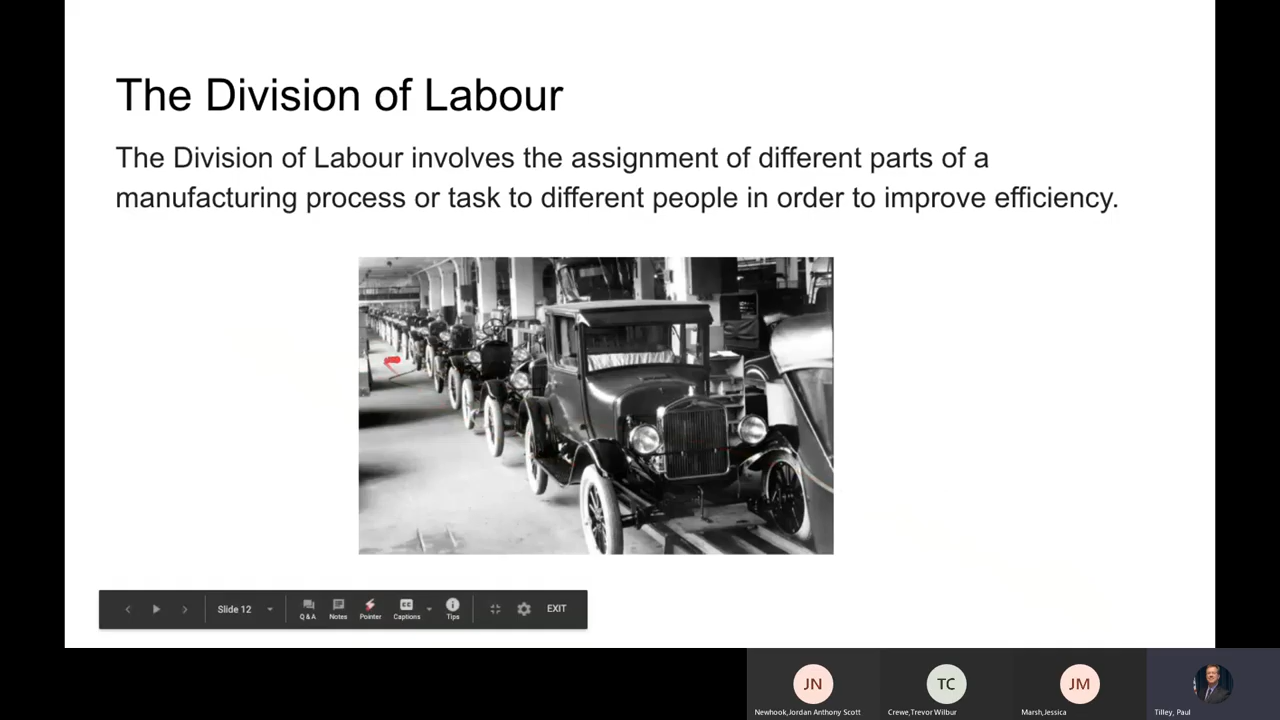 The Division of Labour
The Division of Labour involves the assignment of different parts of a
manufacturing process or task to different people in order to improve efficiency.
Slide 12
Q & A
Notes
Pointer
CC
Captions
Tips
EXIT
JN
TC
JM
Newhook,Jordan Anthony Scott
Crewe,Trevor Wilbur
Marsh,Jessica
Tilley, Paul